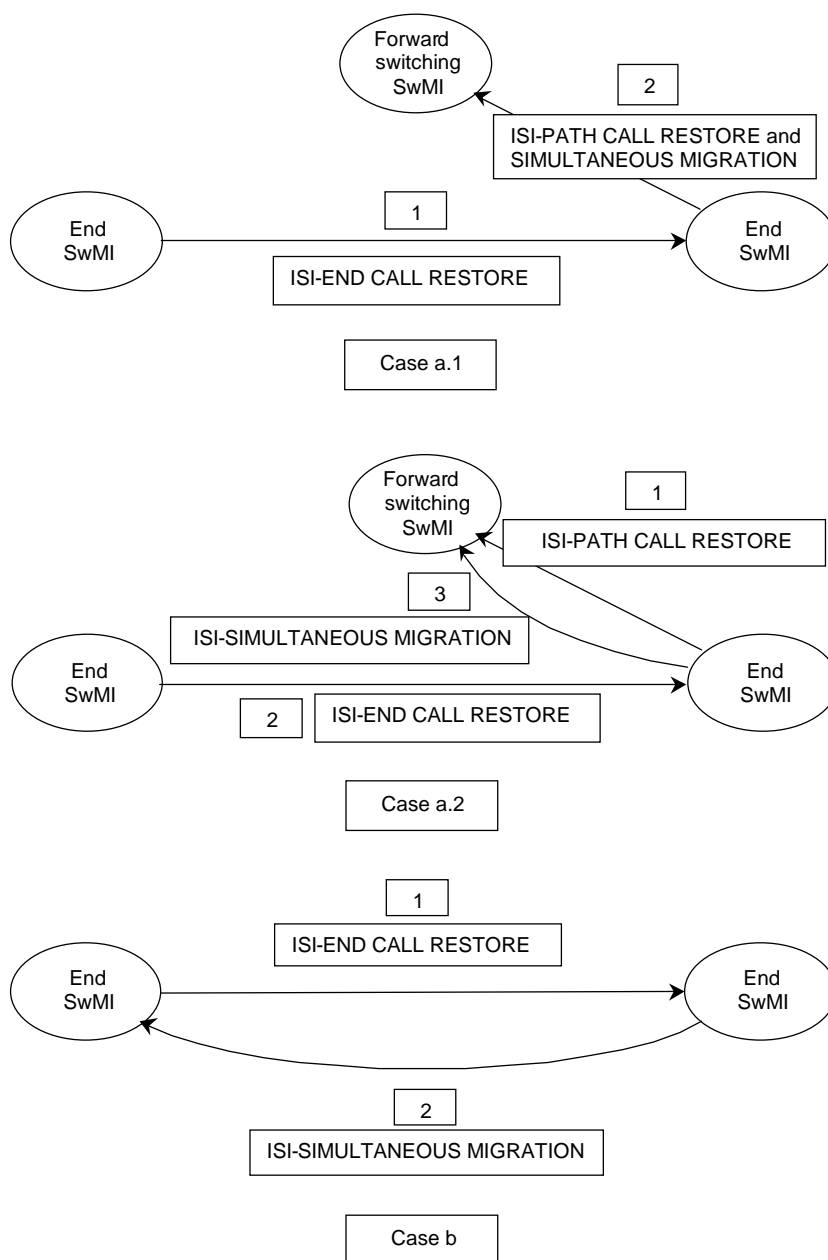 Forward
switching
SwMI
2
ISI-PATH CALL RESTORE and
SIMULTANEOUS MIGRATION
1
End
SwMI
End
SwMI
ISI-END CALL RESTORE
Case a.1
Forward
switching
SwMI
1
ISI-PATH CALL RESTORE
3
ISI-SIMULTANEOUS MIGRATION
End
SwMI
End
SwMI
2
ISI-END CALL RESTORE
Case a.2
1
ISI-END CALL RESTORE
End
SwMI
End
SwMI
2
ISI-SIMULTANEOUS MIGRATION
Case b